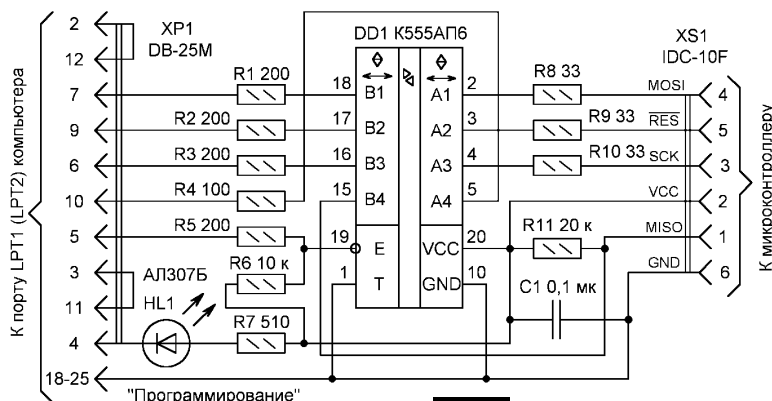 2 XP1 DB-25M DD1 К555АП6 XS1 IDC-10F
12
7 R1 200 18 B1 A1 2 R8 33 MOSI 4
9 R2 200 17 B2 A2 3 R9 33 RES 5
6 R3 200 16 B3 A3 4 R10 33 SCK 3
10 R4 100 15 B4 A4 5 VCC 2
5 R5 200 19 E VCC 20 R11 20 к MISO 1
3 R6 10 к 1 T GND 10 GND 6
11 АЛ307Б HL1 C1 0,1 мк
4 R7 510
18-25
"Программирование"
К порту LPT1 (LPT2) компьютера
К микроконтроллеру